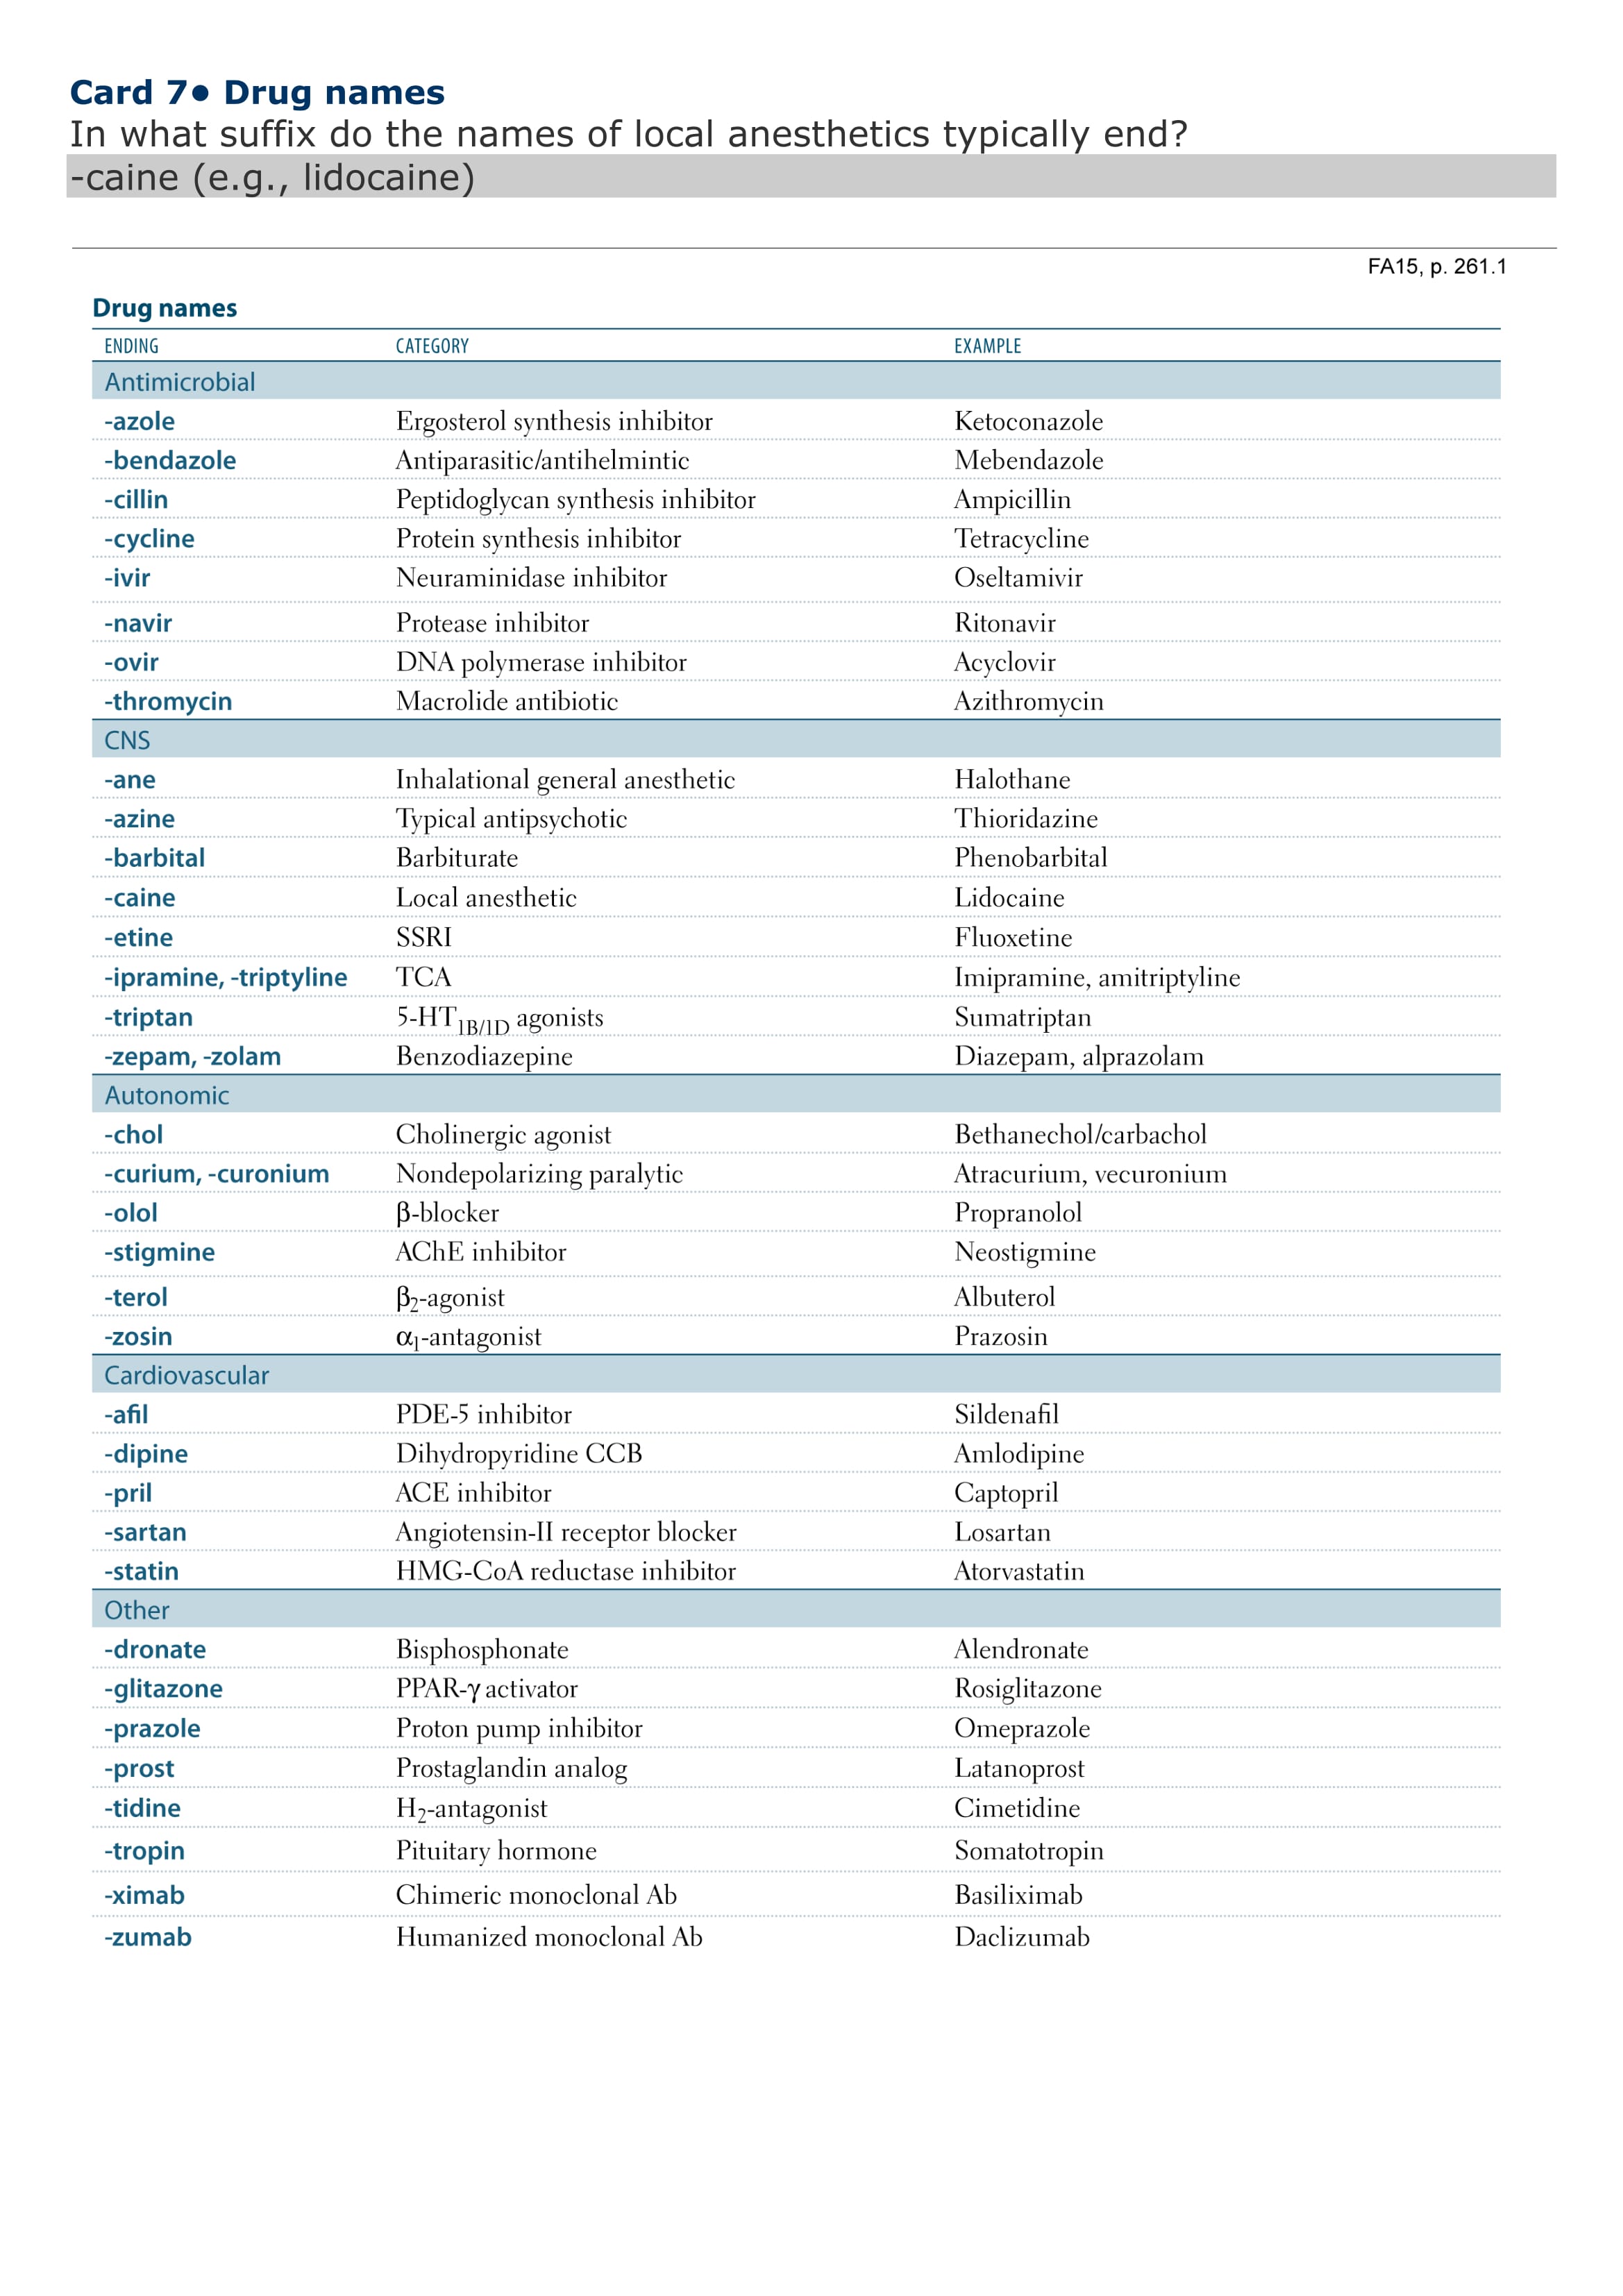 Card 7● Drug names
In what suffix do the names of local anesthetics typically end?
-caine (e.g., lidocaine)
FA15, p. 261.1
Drug names
ENDING CATEGORY EXAMPLE
Antimicrobial
-azole Ergosterol synthesis inhibitor Ketoconazole
-bendazole Antiparasitic/antihelmintic Mebendazole
-cillin Peptidoglycan synthesis inhibitor Ampicillin
-cycline Protein synthesis inhibitor Tetracycline
-ivir Neuraminidase inhibitor Oseltamivir
-navir Protease inhibitor Ritonavir
-ovir DNA polymerase inhibitor Acyclovir
-thromycin Macrolide antibiotic Azithromycin
CNS
-ane Inhalational general anesthetic Halothane
-azine Typical antipsychotic Thioridazine
-barbital Barbiturate Phenobarbital
-caine Local anesthetic Lidocaine
-etine SSRI Fluoxetine
-ipramine, -triptyline TCA Imipramine, amitriptyline
-triptan 5-HT1B/1D agonists Sumatriptan
-zepam, -zolam Benzodiazepine Diazepam, alprazolam
Autonomic
-chol Cholinergic agonist Bethanechol/carbachol
-curium, -curonium Nondepolarizing paralytic Atracurium, vecuronium
-olol β-blocker Propranolol
-stigmine AChE inhibitor Neostigmine
-terol β2-agonist Albuterol
-zosin α1-antagonist Prazosin
Cardiovascular
-afil PDE-5 inhibitor Sildenafil
-dipine Dihydropyridine CCB Amlodipine
-pril ACE inhibitor Captopril
-sartan Angiotensin-II receptor blocker Losartan
-statin HMG-CoA reductase inhibitor Atorvastatin
Other
-dronate Bisphosphonate Alendronate
-glitazone PPAR-γ activator Rosiglitazone
-prazole Proton pump inhibitor Omeprazole
-prost Prostaglandin analog Latanoprost
-tidine H2-antagonist Cimetidine
-tropin Pituitary hormone Somatotropin
-ximab Chimeric monoclonal Ab Basiliximab
-zumab Humanized monoclonal Ab Daclizumab